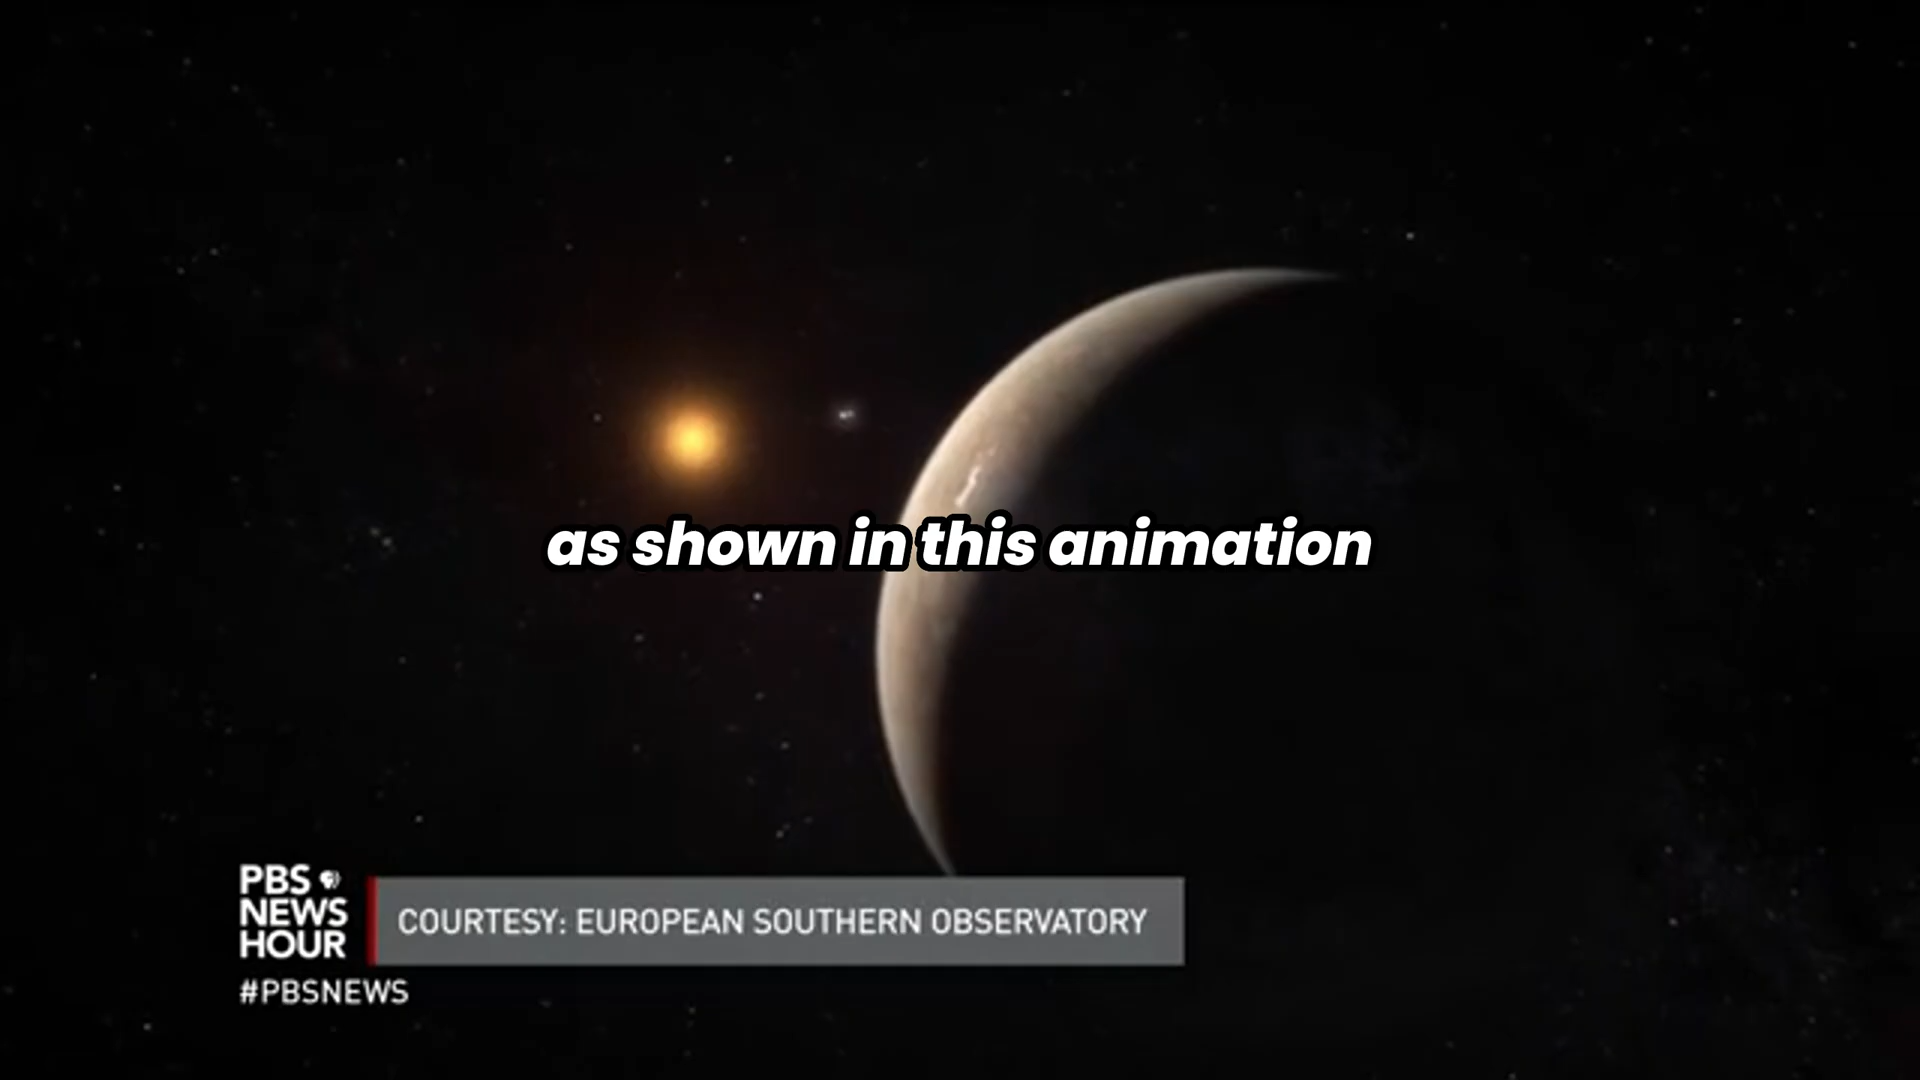 as shown in this animation
PBS
NEWS
HOUR
COURTESY: EUROPEAN SOUTHERN OBSERVATORY
#PBSNEWS